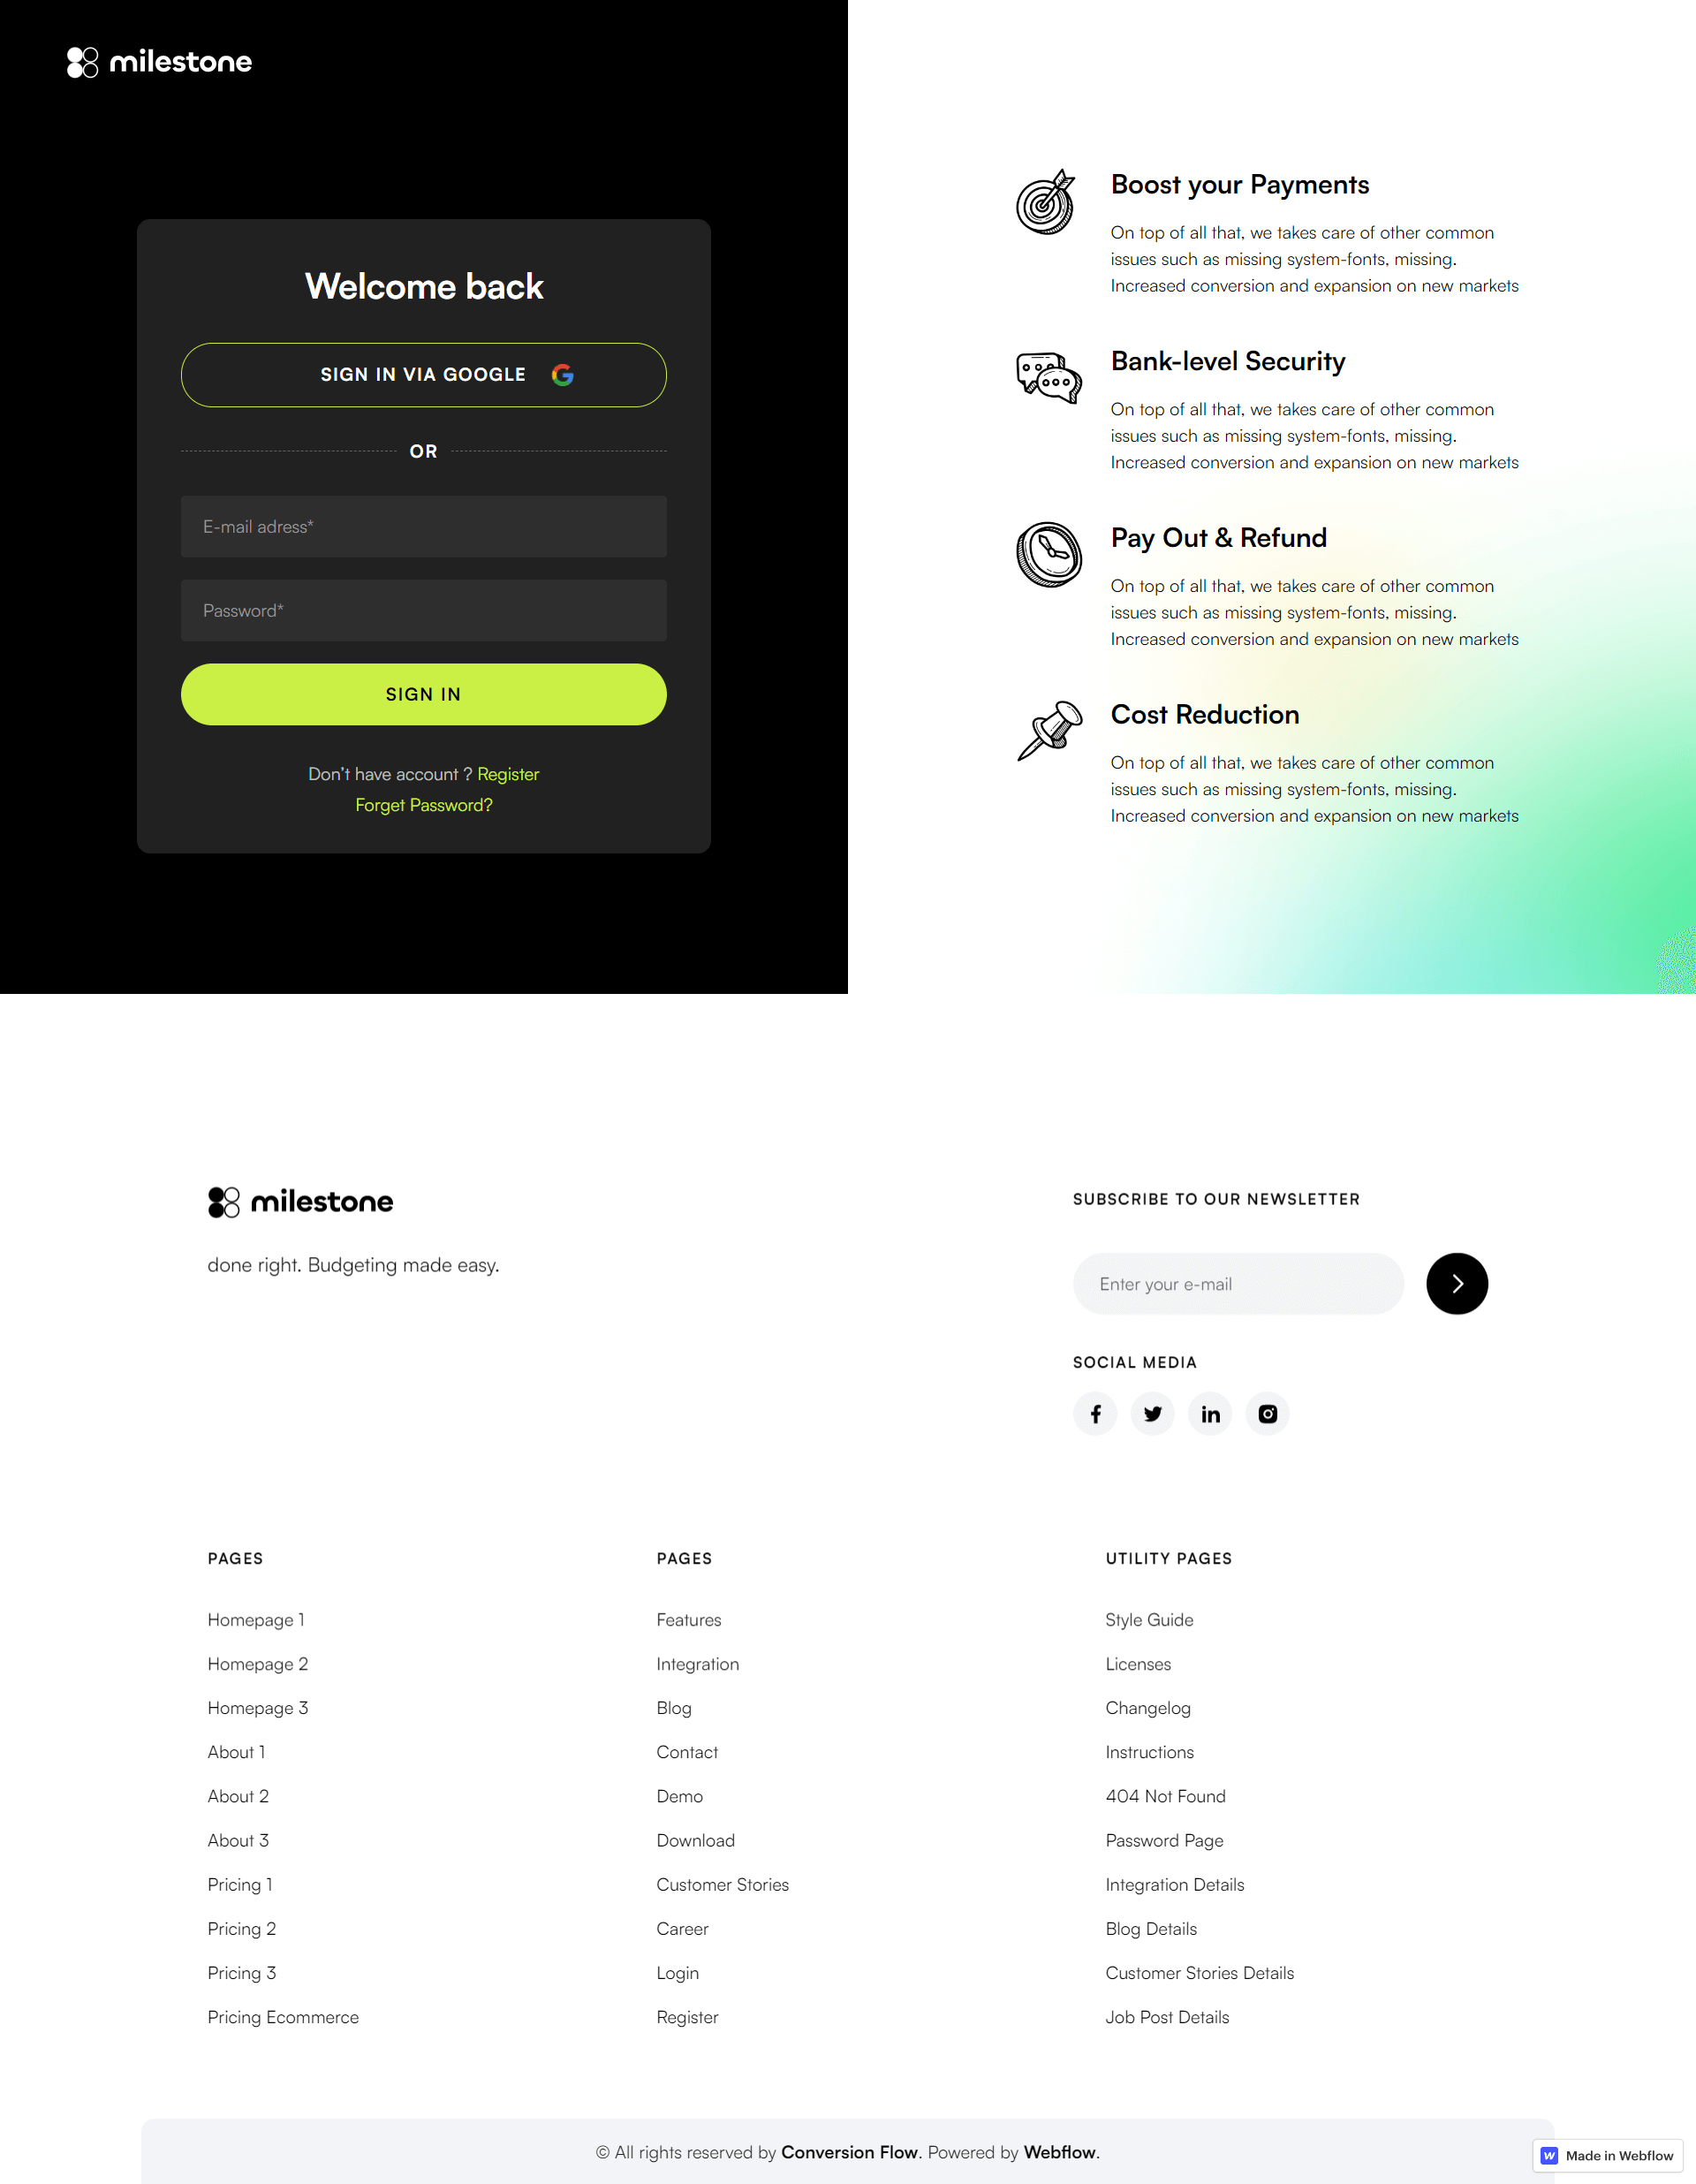 milestone
Welcome back
SIGN IN VIA GOOGLE
OR
E-mail adress*
Password*
SIGN IN
Don't have account ? Register
Forget Password?
Boost your Payments
On top of all that, we takes care of other common
issues such as missing system-fonts, missing.
Increased conversion and expansion on new markets
Bank-level Security
On top of all that, we takes care of other common
issues such as missing system-fonts, missing.
Increased conversion and expansion on new markets
Pay Out & Refund
On top of all that, we takes care of other common
issues such as missing system-fonts, missing.
Increased conversion and expansion on new markets
Cost Reduction
On top of all that, we takes care of other common
issues such as missing system-fonts, missing.
Increased conversion and expansion on new markets
milestone
done right. Budgeting made easy.
SUBSCRIBE TO OUR NEWSLETTER
Enter your e-mail
SOCIAL MEDIA
PAGES
Homepage 1
Homepage 2
Homepage 3
About 1
About 2
About 3
Pricing 1
Pricing 2
Pricing 3
Pricing Ecommerce
PAGES
Features
Integration
Blog
Contact
Demo
Download
Customer Stories
Career
Login
Register
UTILITY PAGES
Style Guide
Licenses
Changelog
Instructions
404 Not Found
Password Page
Integration Details
Blog Details
Customer Stories Details
Job Post Details
© All rights reserved by Conversion Flow. Powered by Webflow.
Made in Webflow